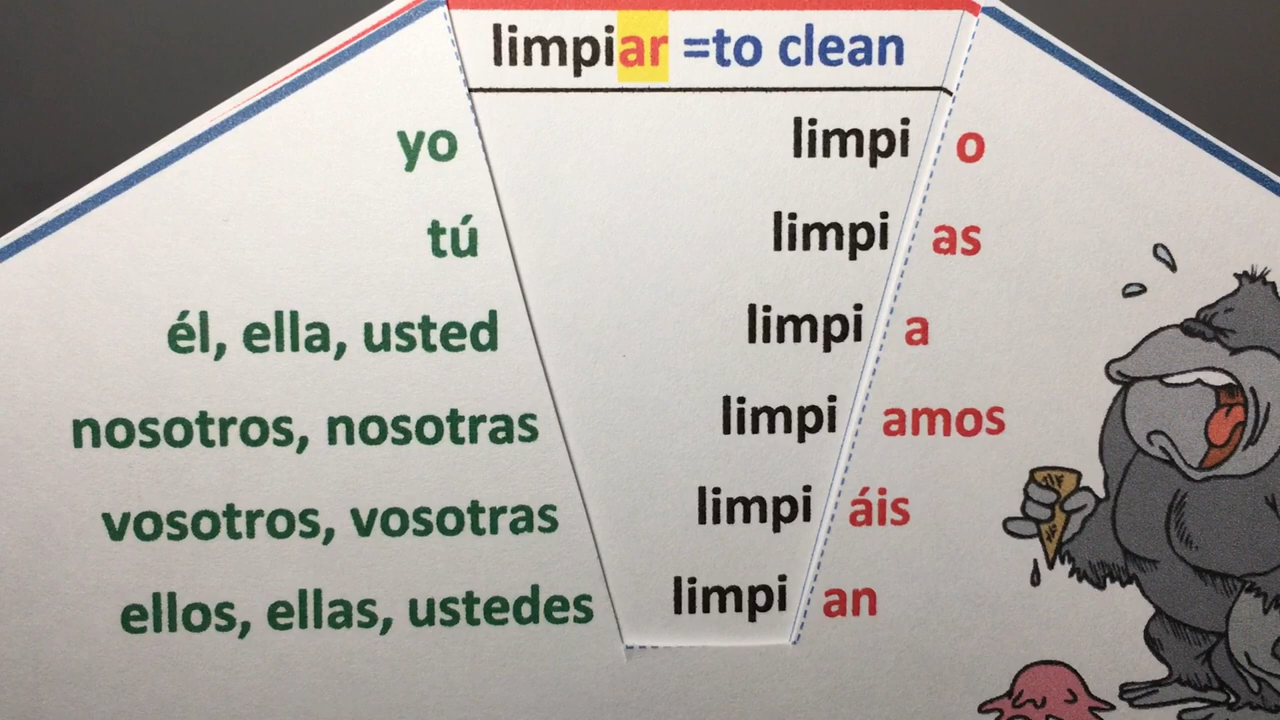 limpiar =to clean
yo limpi o
tú limpi as
él, ella, usted limpi a
nosotros, nosotras limpi amos
vosotros, vosotras limpi áis
ellos, ellas, ustedes limpi an